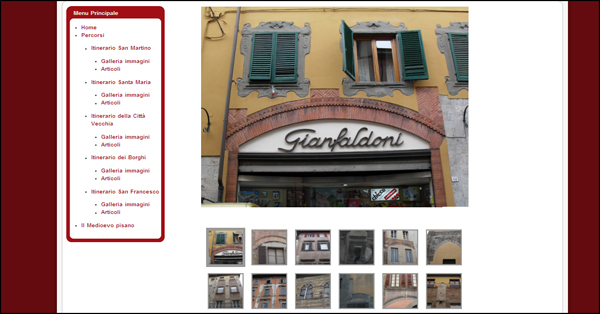 Menu Principale
Home
Percorsi
Itinerario San Martino
Galleria immagini
Articoli
Itinerario Santa Maria
Galleria immagini
Articoli
Itinerario della Città
Vecchia
Galleria immagini
Articoli
Itinerario dei Borghi
Galleria immagini
Articoli
Itinerario San Francesco
Galleria immagini
Articoli
Il Medioevo pisano
Gianfaldoni